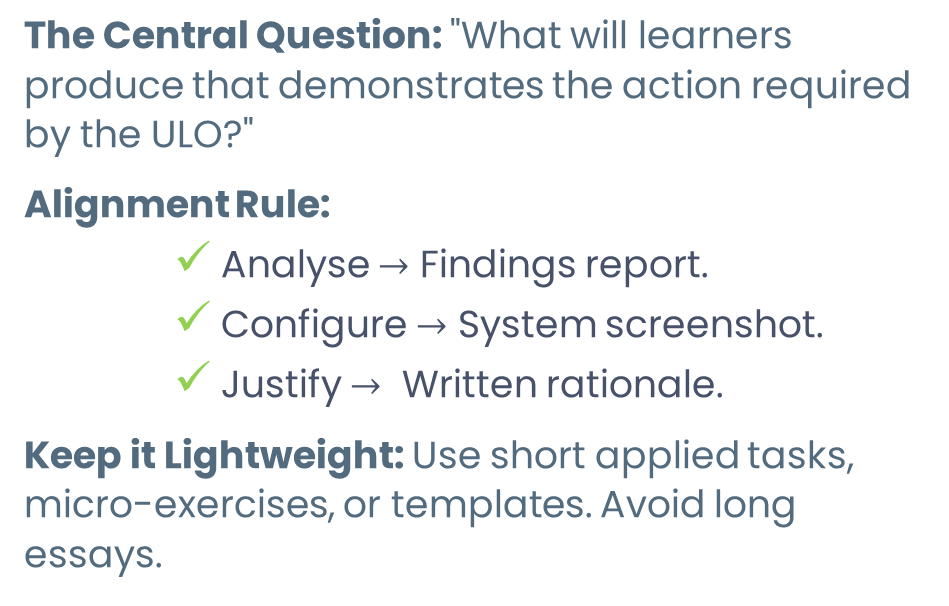 The Central Question: "What will learners
produce that demonstrates the action required
by the ULO?"
Alignment Rule:
✓ Analyse → Findings report.
✓ Configure → System screenshot.
✓ Justify → Written rationale.
Keep it Lightweight: Use short applied tasks,
micro-exercises, or templates. Avoid long
essays.